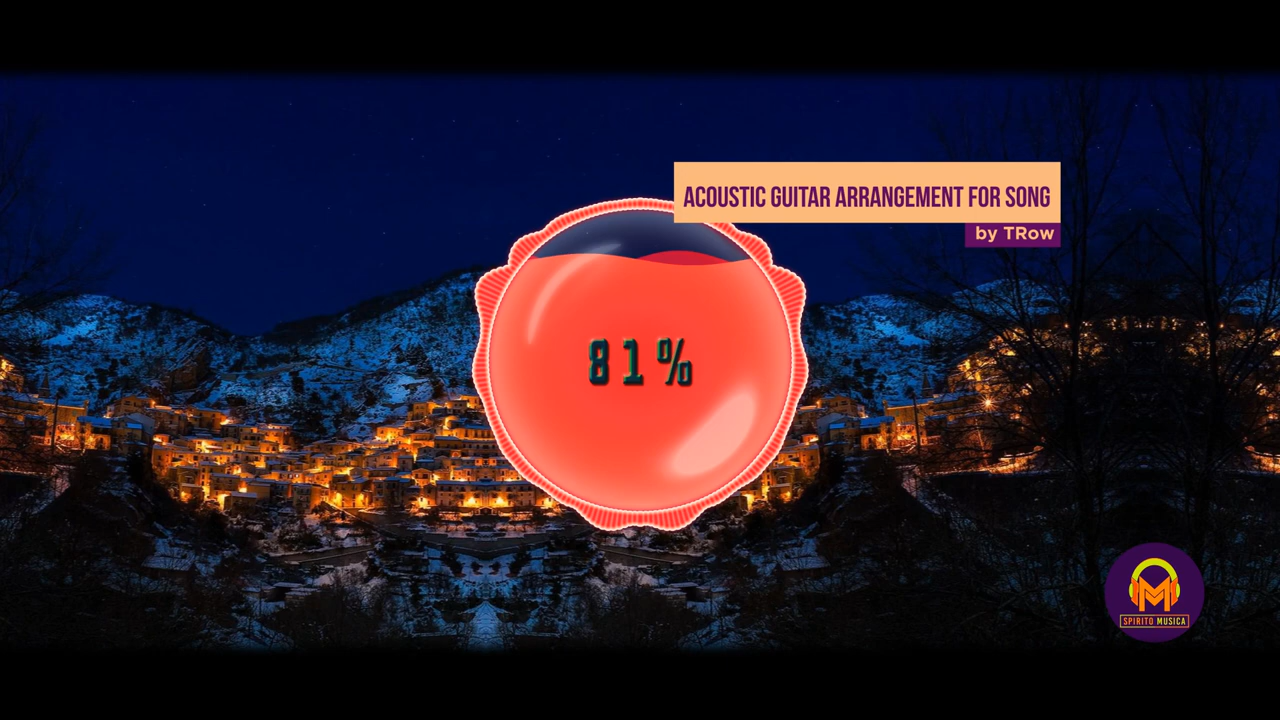 ACOUSTIC GUITAR ARRANGEMENT FOR SONG
by TRow
81%
M
SPIRITO MUSICA